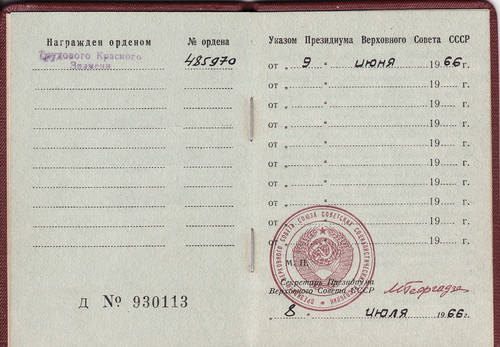 Награжден орденом
№ ордена
Трудового Красного
Знамени
485970
Указом Президиума Верховного Совета СССР
от „ 9 " июня 1966 г.
от „ " 19 г.
от „ " 19 г.
от „ " 19 г.
от „ " 19 г.
от „ " 19 г.
от „ " 19 г.
от „ " 19 г.
от „ " 19 г.
от „ " 19 г.
М. П.
Секретарь Президиума
Верховного Совета СССР
МГеоргадзе
8 июля 1966 г.
Д № 930113